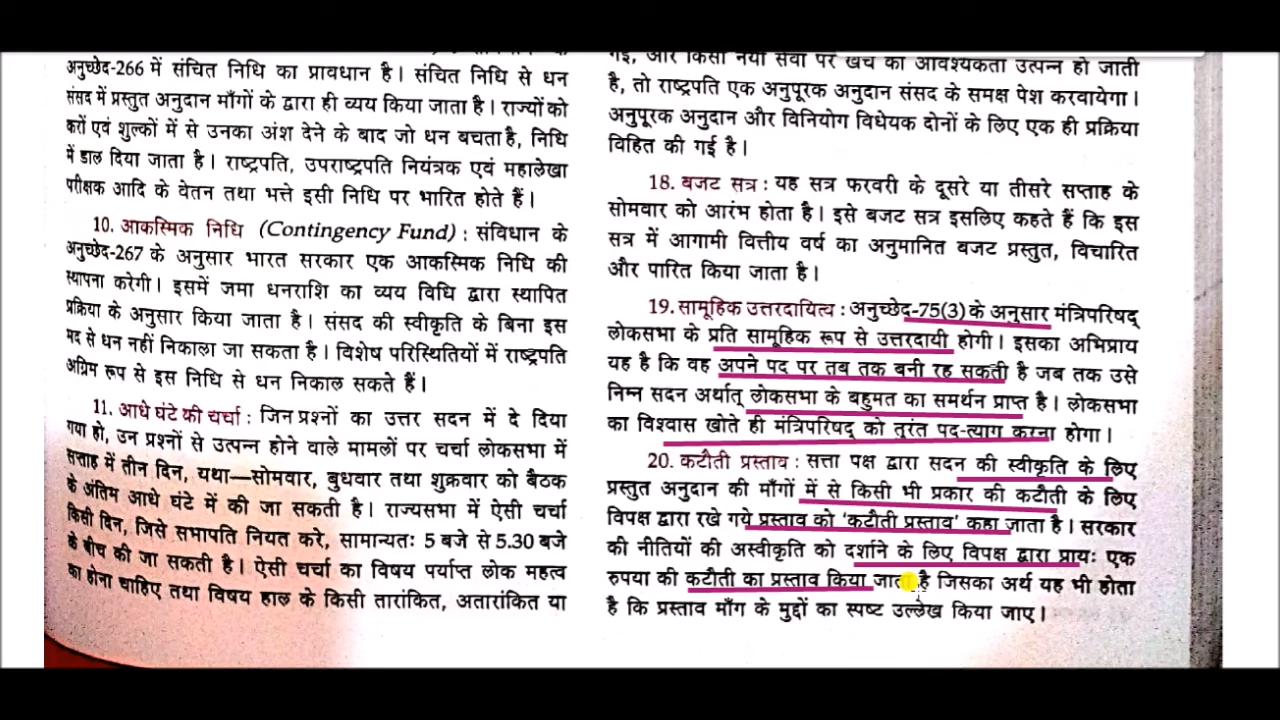 अनुच्छेद-266 में संचित निधि का प्रावधान है। संचित निधि से धन
संसद में प्रस्तुत अनुदान माँगों के द्वारा ही व्यय किया जाता है। राज्यों को
करों एवं शुल्कों में से उनका अंश देने के बाद जो धन बचता है, निधि
में डाल दिया जाता है। राष्ट्रपति, उपराष्ट्रपति नियंत्रक एवं महालेखा
परीक्षक आदि के वेतन तथा भत्ते इसी निधि पर भारित होते हैं।
10. आकस्मिक निधि (Contingency Fund) : संविधान के
अनुच्छेद-267 के अनुसार भारत सरकार एक आकस्मिक निधि की
स्थापना करेगी। इसमें जमा धनराशि का व्यय विधि द्वारा स्थापित
प्रक्रिया के अनुसार किया जाता है। संसद की स्वीकृति के बिना इस
मद से धन नहीं निकाला जा सकता है। विशेष परिस्थितियों में राष्ट्रपति
अग्रिम रूप से इस निधि से धन निकाल सकते हैं।
11. आधे घंटे की चर्चा : जिन प्रश्नों का उत्तर सदन में दे दिया
गया हो, उन प्रश्नों से उत्पन्न होने वाले मामलों पर चर्चा लोकसभा में
सप्ताह में तीन दिन, यथा—सोमवार, बुधवार तथा शुक्रवार को बैठक
के अंतिम आधे घंटे में की जा सकती है। राज्यसभा में ऐसी चर्चा
किसी दिन, जिसे सभापति नियत करे, सामान्यतः 5 बजे से 5.30 बजे
के बीच की जा सकती है। ऐसी चर्चा का विषय पर्याप्त लोक महत्व
का होना चाहिए तथा विषय हाल के किसी तारांकित, अतारांकित या
गई, और किसी नयी सेवा पर खर्च की आवश्यकता उत्पन्न हो जाती
है, तो राष्ट्रपति एक अनुपूरक अनुदान संसद के समक्ष पेश करवायेगा।
अनुपूरक अनुदान और विनियोग विधेयक दोनों के लिए एक ही प्रक्रिया
विहित की गई है।
18. बजट सत्र : यह सत्र फरवरी के दूसरे या तीसरे सप्ताह के
सोमवार को आरंभ होता है। इसे बजट सत्र इसलिए कहते हैं कि इस
सत्र में आगामी वित्तीय वर्ष का अनुमानित बजट प्रस्तुत, विचारित
और पारित किया जाता है।
19. सामूहिक उत्तरदायित्व : अनुच्छेद-75(3) के अनुसार मंत्रिपरिषद्
लोकसभा के प्रति सामूहिक रूप से उत्तरदायी होगी। इसका अभिप्राय
यह है कि वह अपने पद पर तब तक बनी रह सकती है जब तक उसे
निम्न सदन अर्थात् लोकसभा के बहुमत का समर्थन प्राप्त है। लोकसभा
का विश्वास खोते ही मंत्रिपरिषद् को तुरंत पद-त्याग करना होगा।
20. कटौती प्रस्ताव : सत्ता पक्ष द्वारा सदन की स्वीकृति के लिए
प्रस्तुत अनुदान की माँगों में से किसी भी प्रकार की कटौती के लिए
विपक्ष द्वारा रखे गये प्रस्ताव को 'कटौती प्रस्ताव' कहा जाता है। सरकार
की नीतियों की अस्वीकृति को दर्शाने के लिए विपक्ष द्वारा प्रायः एक
रुपया की कटौती का प्रस्ताव किया जाता है जिसका अर्थ यह भी होता
है कि प्रस्ताव माँग के मुद्दों का स्पष्ट उल्लेख किया जाए।